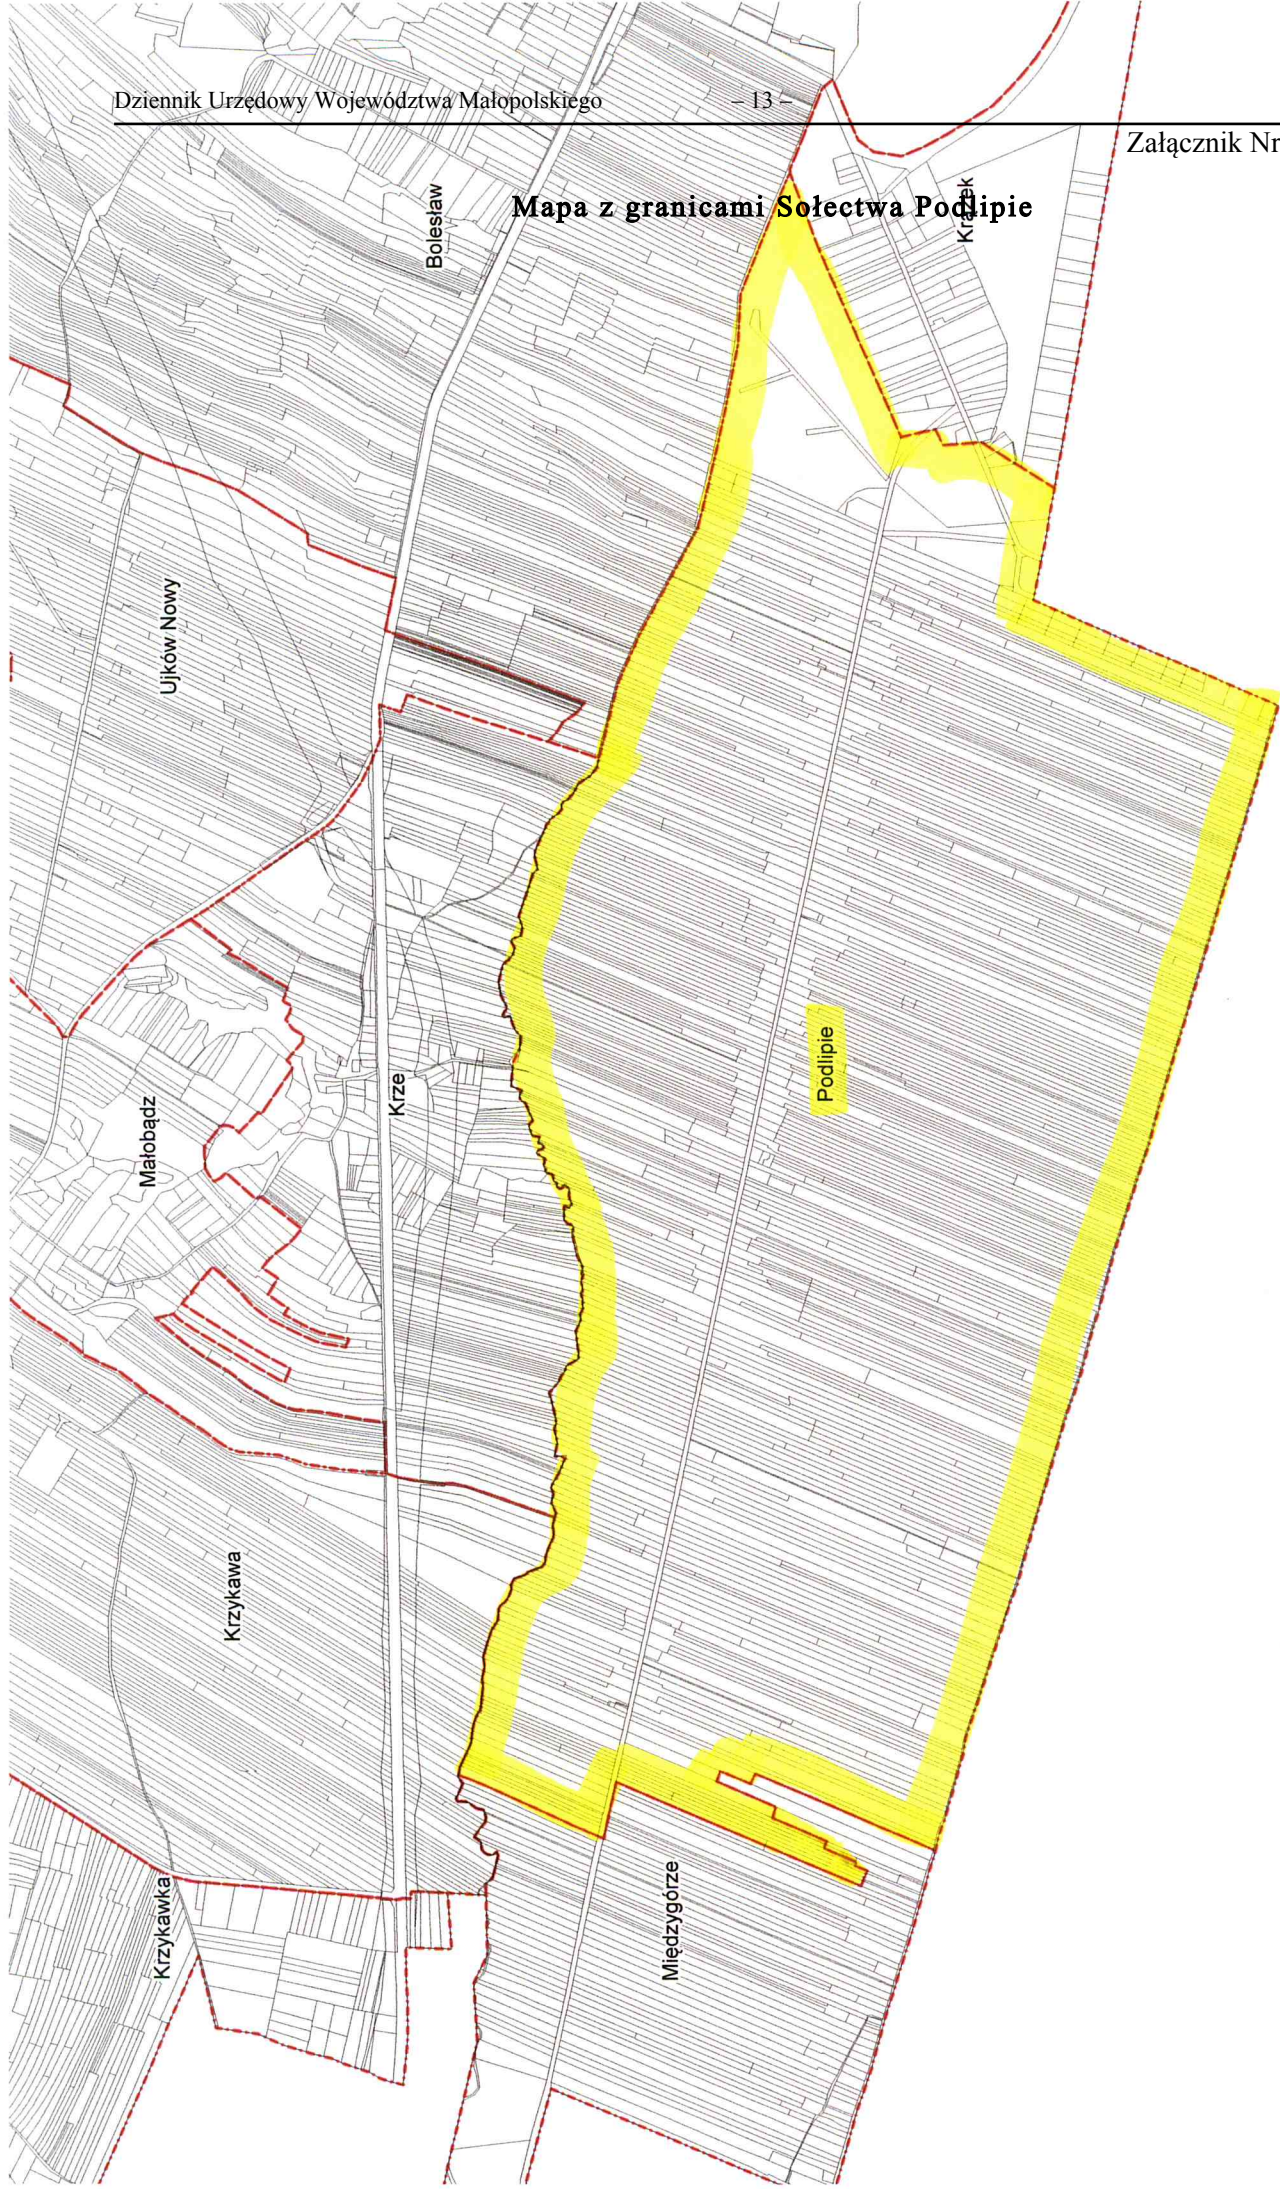 Dziennik Urzędowy Województwa Małopolskiego – 13 –
Załącznik Nr
Mapa z granicami Sołectwa Podlipie
Bolesław
Krążek
Ujków Nowy
Małobądz
Krze
Podlipie
Krzykawa
Krzykawka
Międzygórze